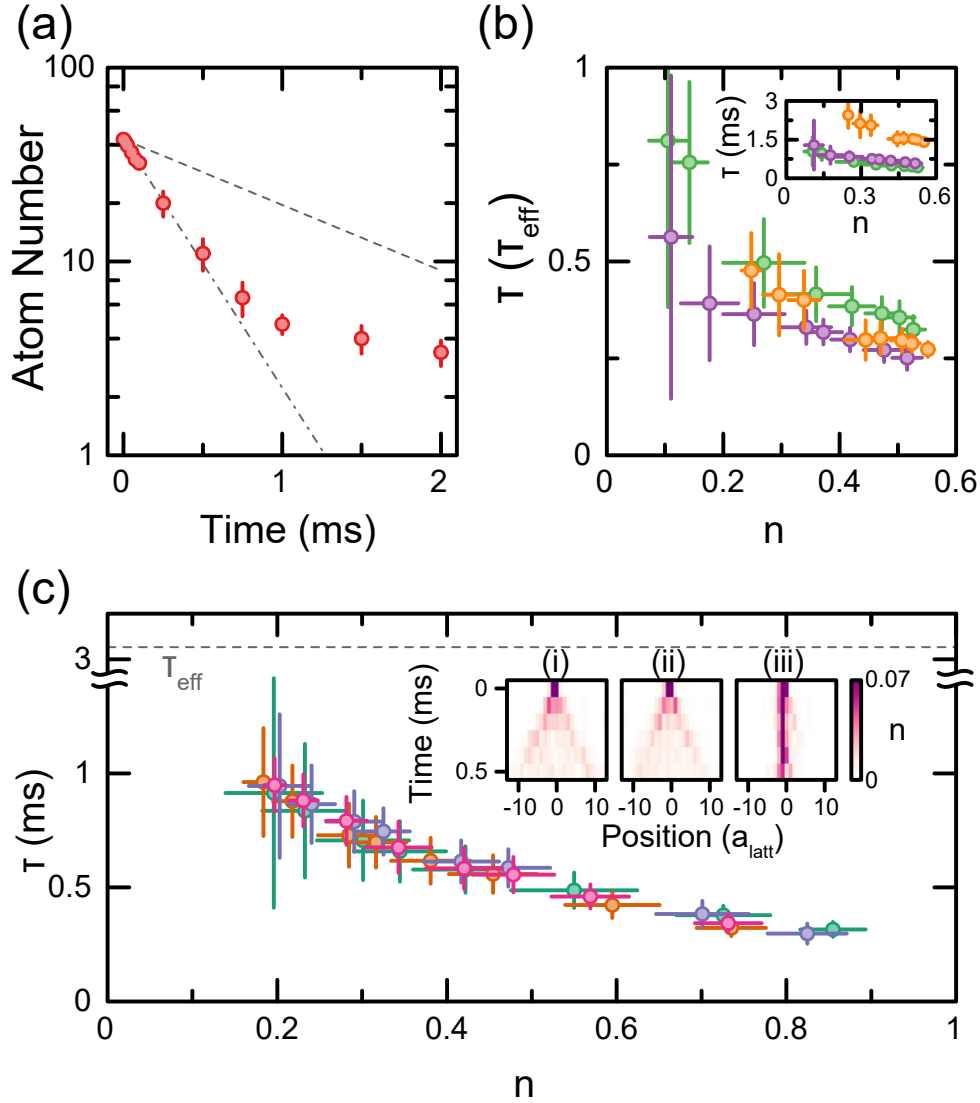 (a)
100
10
1
Atom Number
0
1
2
Time (ms)
(b)
1
0.5
0
τ (τeff)
0
0.2
0.4
0.6
n
3
1.5
0
τ (ms)
0
0.3
0.6
n
(c)
3
1
0.5
0
τ (ms)
τeff
0
0.2
0.4
0.6
0.8
1
n
(i)
(ii)
(iii)
Time (ms)
0
0.5
-10
0
10
-10
0
10
-10
0
10
Position (alatt)
0.07
n
0